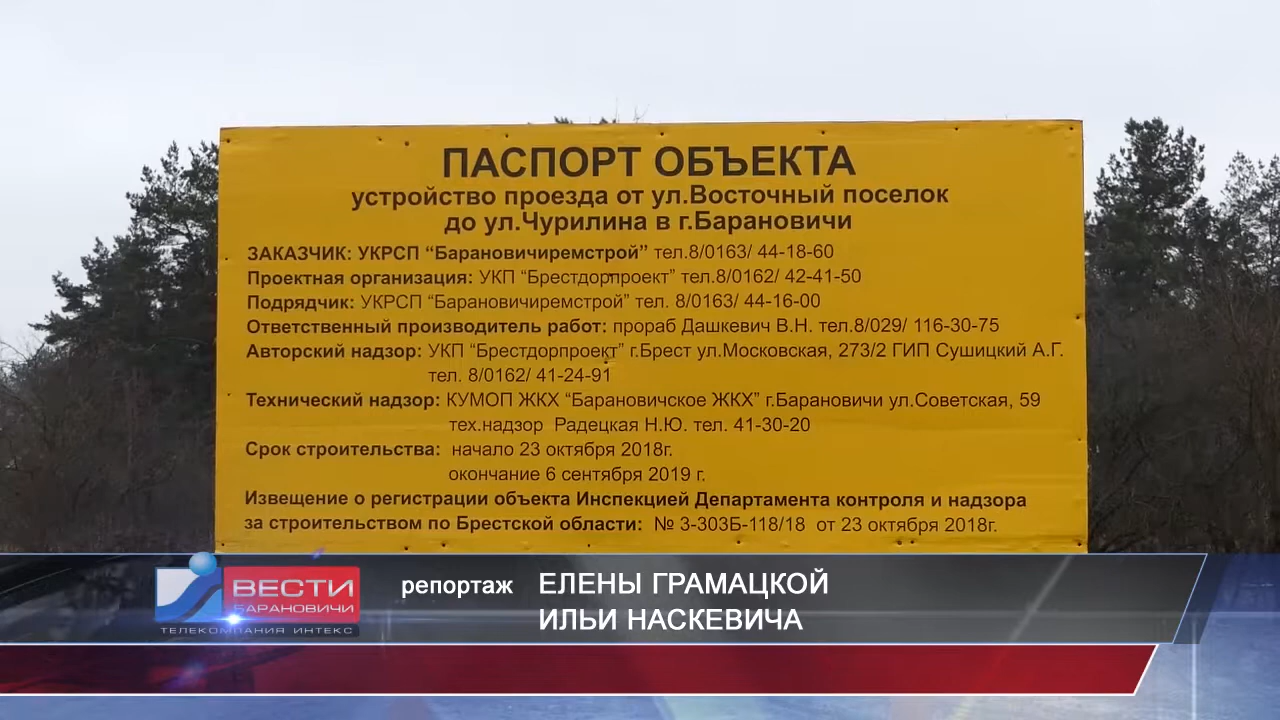 ПАСПОРТ ОБЪЕКТА
устройство проезда от ул.Восточный поселок
до ул.Чурилина в г.Барановичи
ЗАКАЗЧИК: УКРСП “Барановичиремстрой” тел.8/0163/ 44-18-60
Проектная организация: УКП “Брестдорпроект” тел.8/0162/ 42-41-50
Подрядчик: УКРСП “Барановичиремстрой” тел. 8/0163/ 44-16-00
Ответственный производитель работ: прораб Дашкевич В.Н. тел.8/029/ 116-30-75
Авторский надзор: УКП “Брестдорпроект” г.Брест ул.Московская, 273/2 ГИП Сушицкий А.Г.
тел. 8/0162/ 41-24-91
Технический надзор: КУМОП ЖКХ “Барановичское ЖКХ” г.Барановичи ул.Советская, 59
тех.надзор Радецкая Н.Ю. тел. 41-30-20
Срок строительства: начало 23 октября 2018г.
окончание 6 сентября 2019 г.
Извещение о регистрации объекта Инспекцией Департамента контроля и надзора
за строительством по Брестской области: № 3-303Б-118/18 от 23 октября 2018г.
ВЕСТИ
БАРАНОВИЧИ
ТЕЛЕКОМПАНИЯ ИНТЕКС
репортаж ЕЛЕНЫ ГРАМАЦКОЙ
ИЛЬИ НАСКЕВИЧА